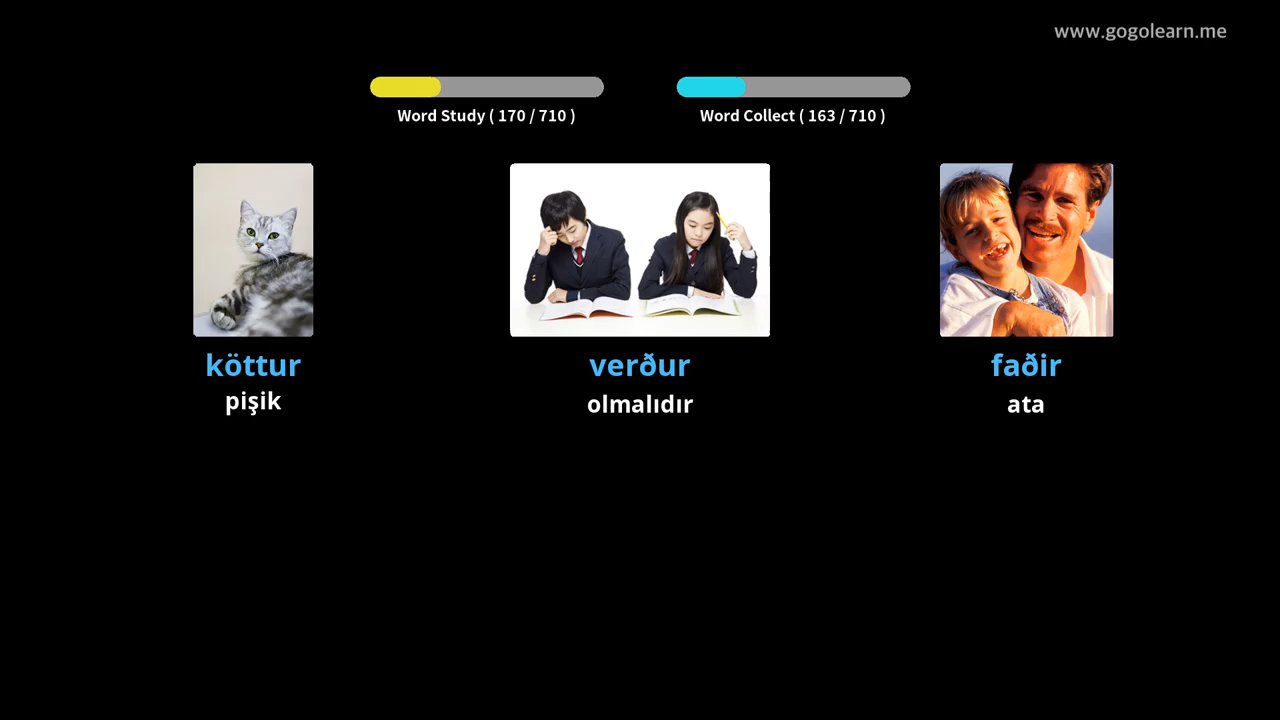 www.gogolearn.me
Word Study ( 170 / 710 )
Word Collect ( 163 / 710 )
köttur
pişik
verður
olmalıdır
faðir
ata